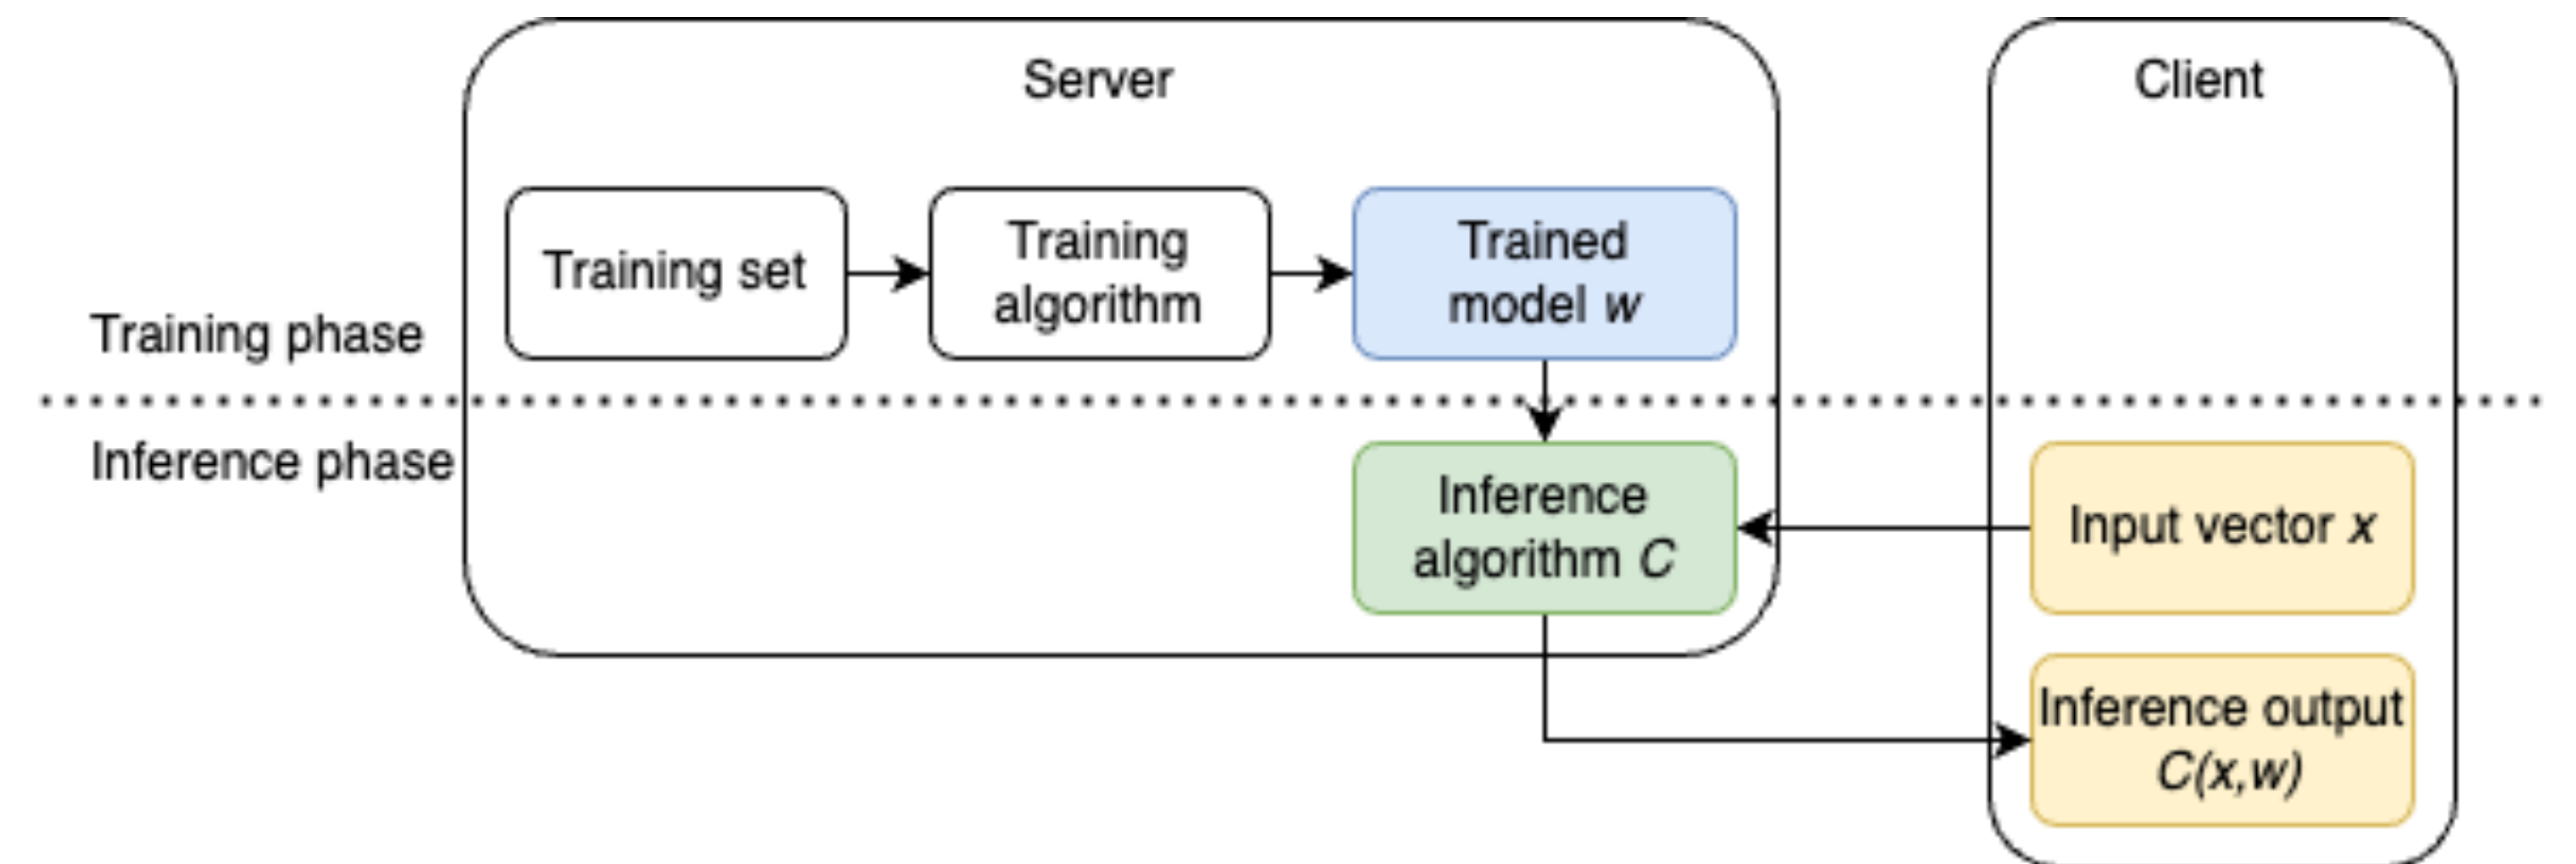 Server
Client
Training set
Training
algorithm
Trained
model w
Training phase
Inference phase
Inference
algorithm C
Input vector x
Inference output
C(x,w)